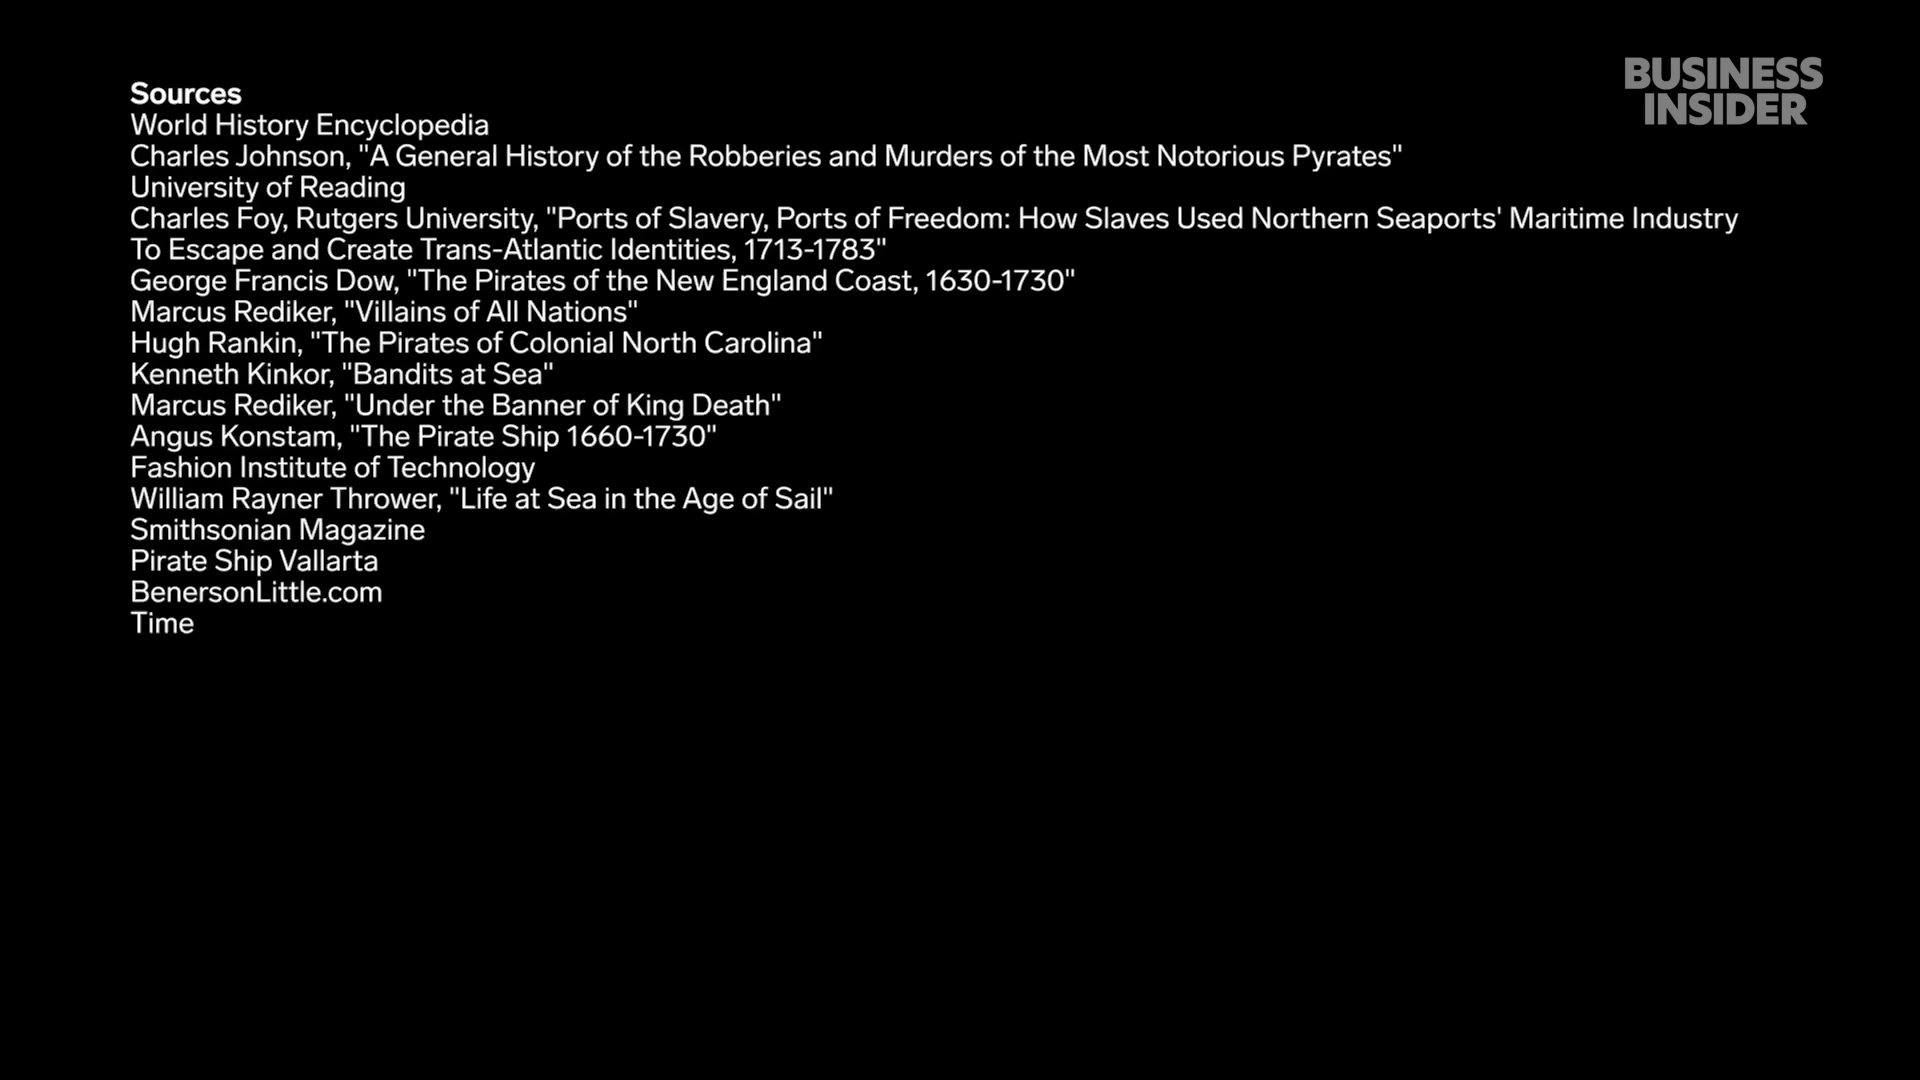 BUSINESS
INSIDER
Sources
World History Encyclopedia
Charles Johnson, "A General History of the Robberies and Murders of the Most Notorious Pyrates"
University of Reading
Charles Foy, Rutgers University, "Ports of Slavery, Ports of Freedom: How Slaves Used Northern Seaports' Maritime Industry
To Escape and Create Trans-Atlantic Identities, 1713-1783"
George Francis Dow, "The Pirates of the New England Coast, 1630-1730"
Marcus Rediker, "Villains of All Nations"
Hugh Rankin, "The Pirates of Colonial North Carolina"
Kenneth Kinkor, "Bandits at Sea"
Marcus Rediker, "Under the Banner of King Death"
Angus Konstam, "The Pirate Ship 1660-1730"
Fashion Institute of Technology
William Rayner Thrower, "Life at Sea in the Age of Sail"
Smithsonian Magazine
Pirate Ship Vallarta
BenersonLittle.com
Time